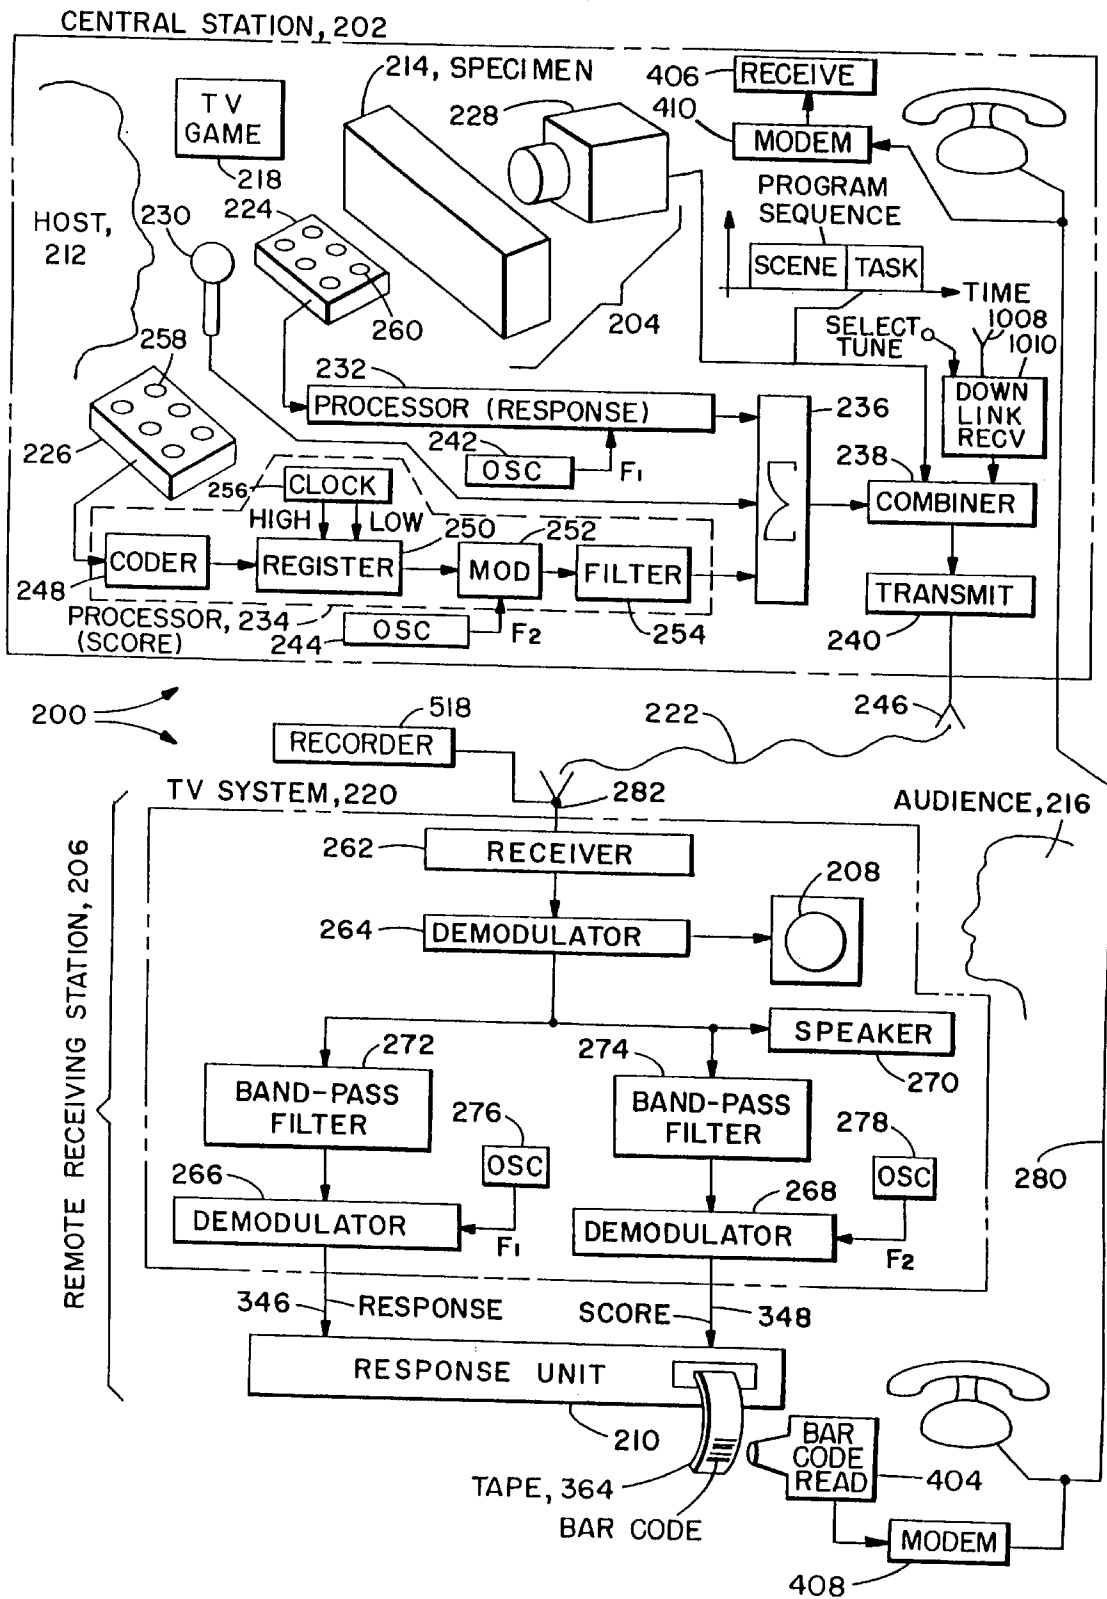 CENTRAL STATION, 202
TV
GAME
218
214, SPECIMEN
228
406
RECEIVE
410
MODEM
HOST,
212
230
224
260
204
PROGRAM
SEQUENCE
SCENE
TASK
TIME
SELECT
TUNE
1008
1010
DOWN
LINK
RECV
258
226
232
PROCESSOR (RESPONSE)
242
OSC
F1
236
238
COMBINER
256
CLOCK
HIGH
LOW
250
252
CODER
REGISTER
MOD
FILTER
248
PROCESSOR, 234
(SCORE)
244
OSC
F2
254
TRANSMIT
240
246
200
518
RECORDER
222
TV SYSTEM, 220
282
AUDIENCE, 216
262
RECEIVER
208
264
DEMODULATOR
REMOTE RECEIVING STATION, 206
272
274
SPEAKER
270
BAND-PASS
FILTER
BAND-PASS
FILTER
276
OSC
278
OSC
280
266
DEMODULATOR
F1
268
DEMODULATOR
F2
346
RESPONSE
SCORE
348
RESPONSE UNIT
210
TAPE, 364
BAR CODE
BAR
CODE
READ
404
MODEM
408